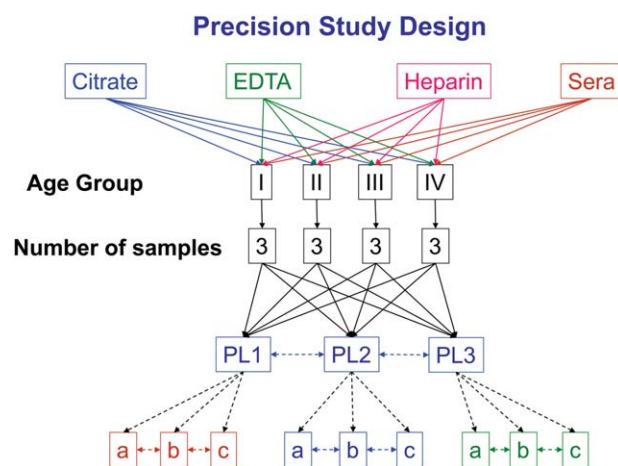 Precision Study Design
Citrate EDTA Heparin Sera
Age Group I II III IV
Number of samples 3 3 3 3
PL1 PL2 PL3
a b c a b c a b c